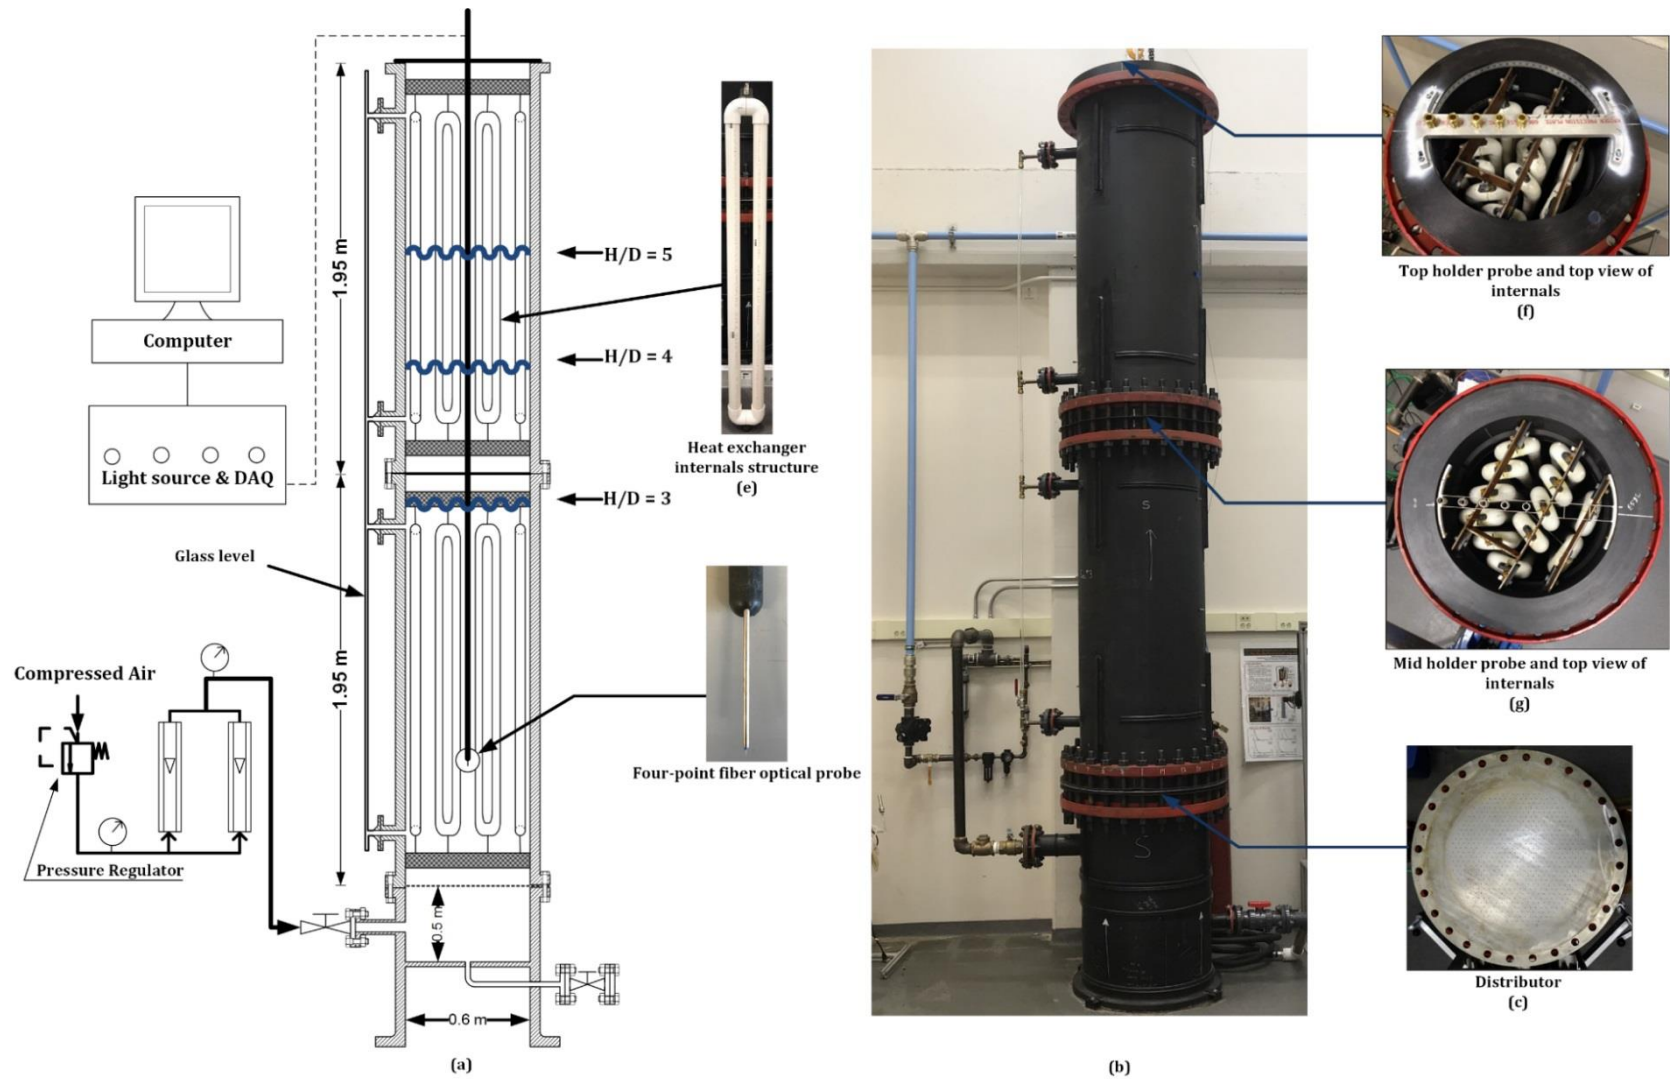 1.95 m
H/D = 5
H/D = 4
H/D = 3
1.95 m
Computer
Light source & DAQ
Glass level
Compressed Air
Pressure Regulator
0.5 m
0.6 m
(a)
Heat exchanger
internals structure
(e)
Four-point fiber optical probe
S
S
(b)
Top holder probe and top view of
internals
(f)
Mid holder probe and top view of
internals
(g)
Distributor
(c)